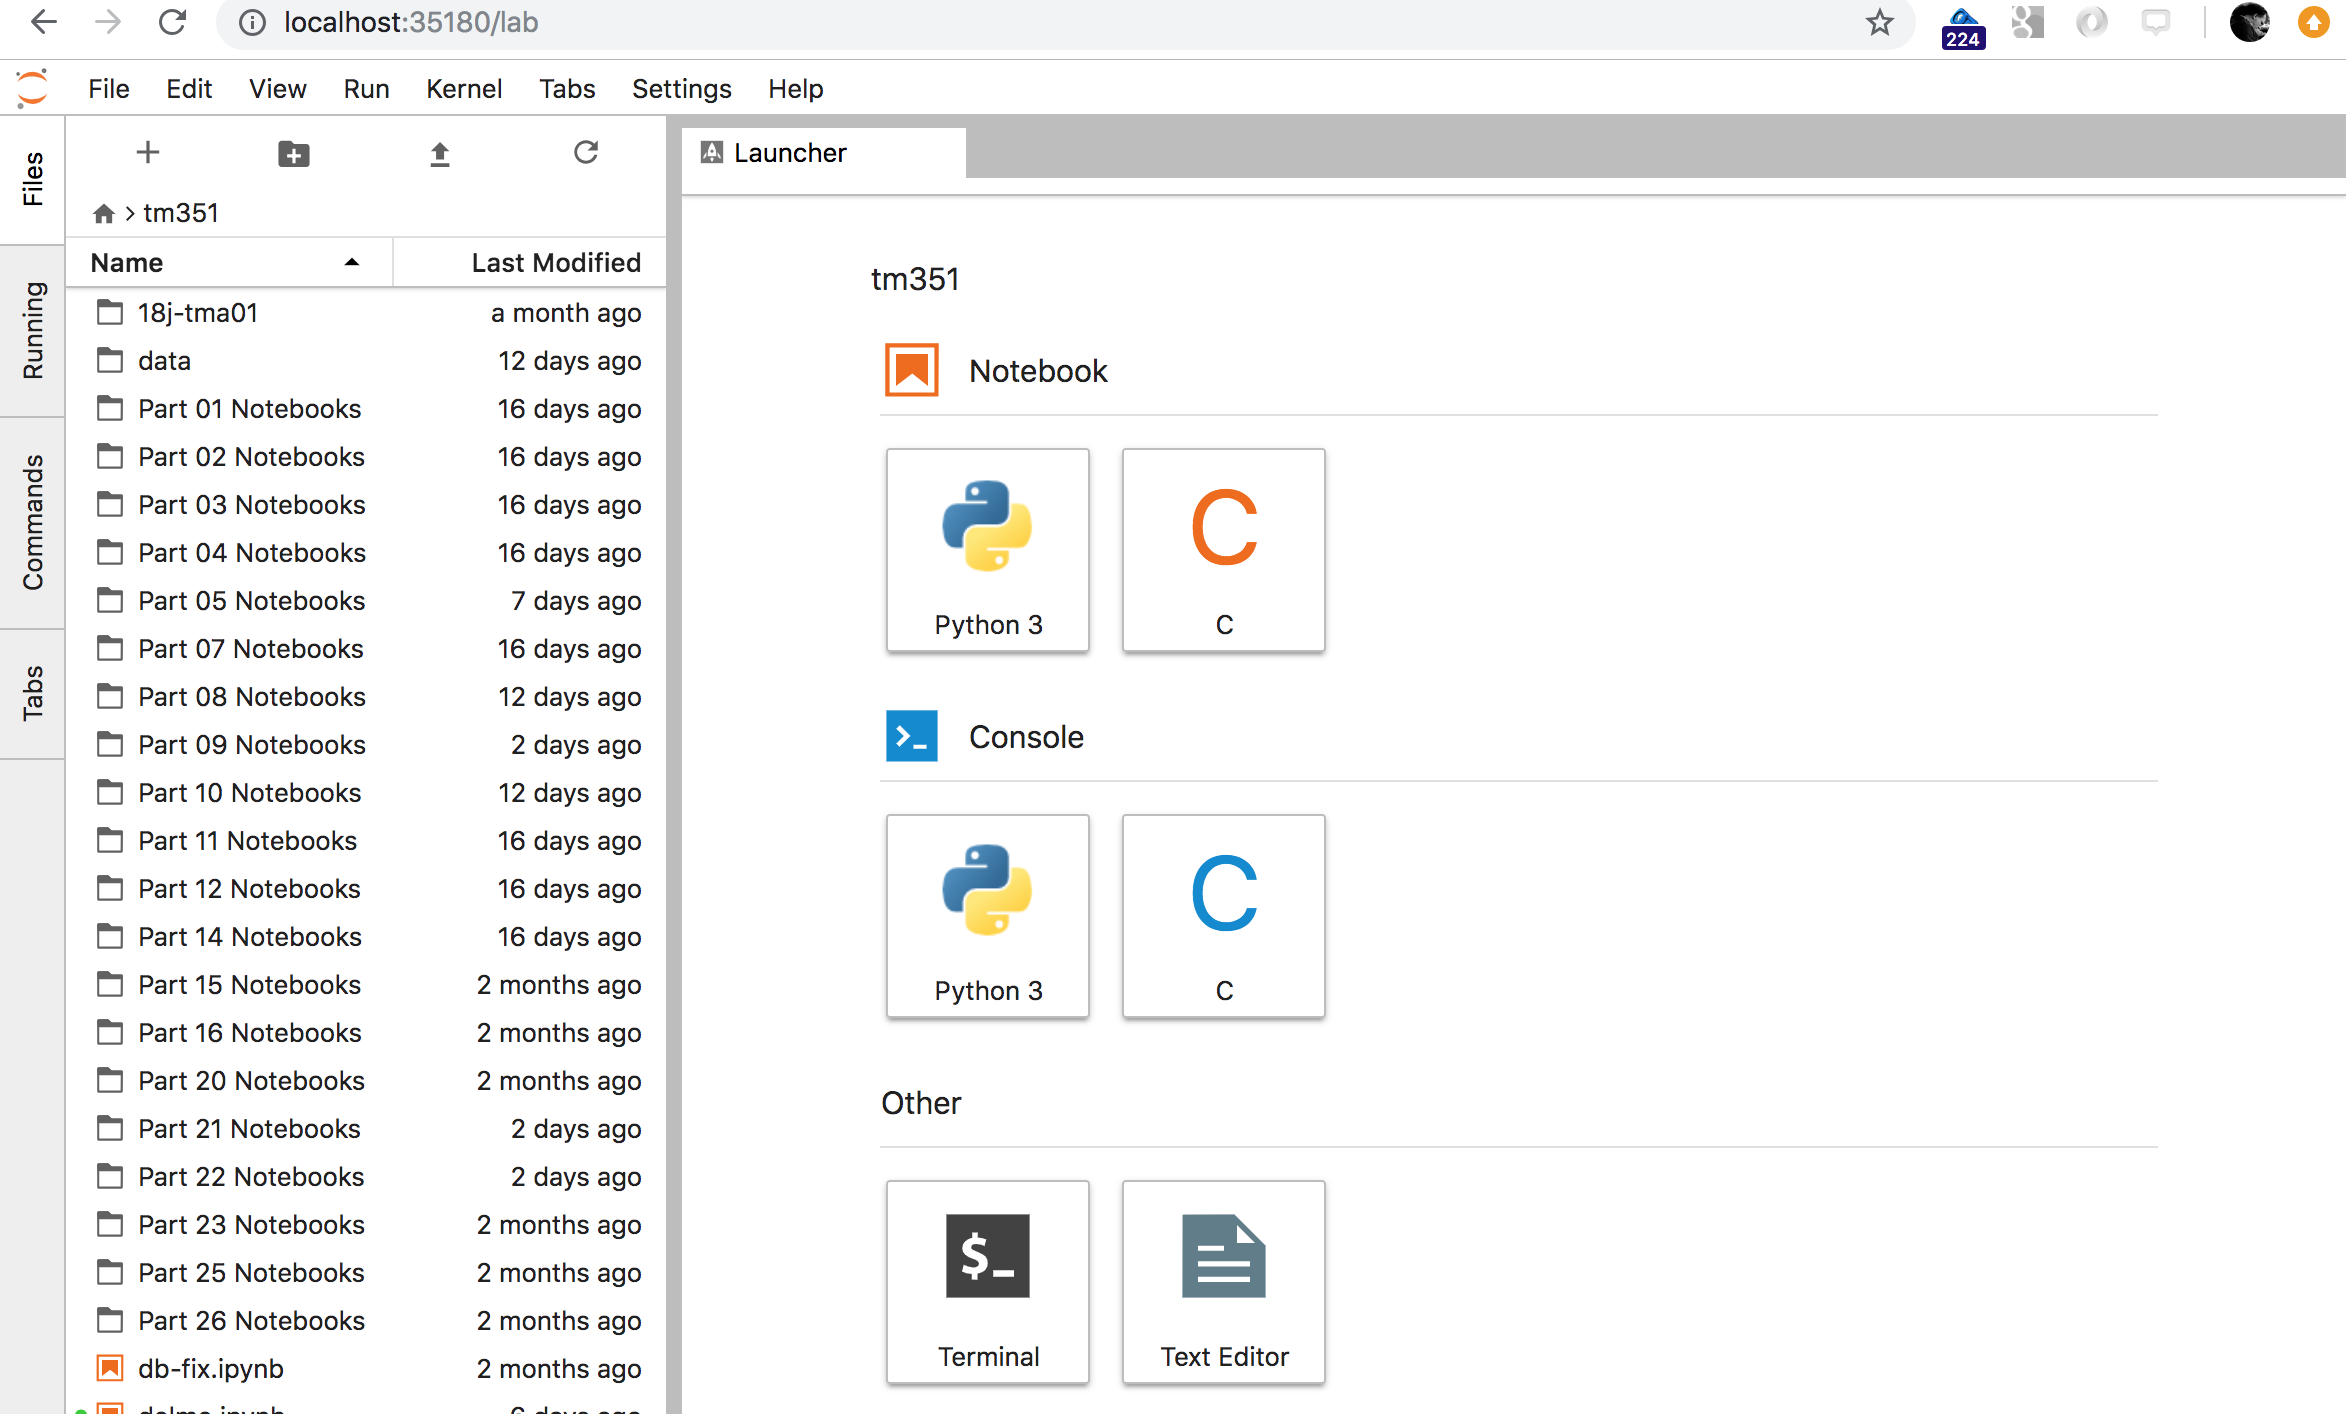 localhost:35180/lab
224
File Edit View Run Kernel Tabs Settings Help
Files
Running
Commands
Tabs
tm351
Name Last Modified
18j-tma01 a month ago
data 12 days ago
Part 01 Notebooks 16 days ago
Part 02 Notebooks 16 days ago
Part 03 Notebooks 16 days ago
Part 04 Notebooks 16 days ago
Part 05 Notebooks 7 days ago
Part 07 Notebooks 16 days ago
Part 08 Notebooks 12 days ago
Part 09 Notebooks 2 days ago
Part 10 Notebooks 12 days ago
Part 11 Notebooks 16 days ago
Part 12 Notebooks 16 days ago
Part 14 Notebooks 16 days ago
Part 15 Notebooks 2 months ago
Part 16 Notebooks 2 months ago
Part 20 Notebooks 2 months ago
Part 21 Notebooks 2 days ago
Part 22 Notebooks 2 days ago
Part 23 Notebooks 2 months ago
Part 25 Notebooks 2 months ago
Part 26 Notebooks 2 months ago
db-fix.ipynb 2 months ago
Launcher
tm351
Notebook
C
Python 3 C
>_ Console
C
Python 3 C
Other
$_
Terminal Text Editor